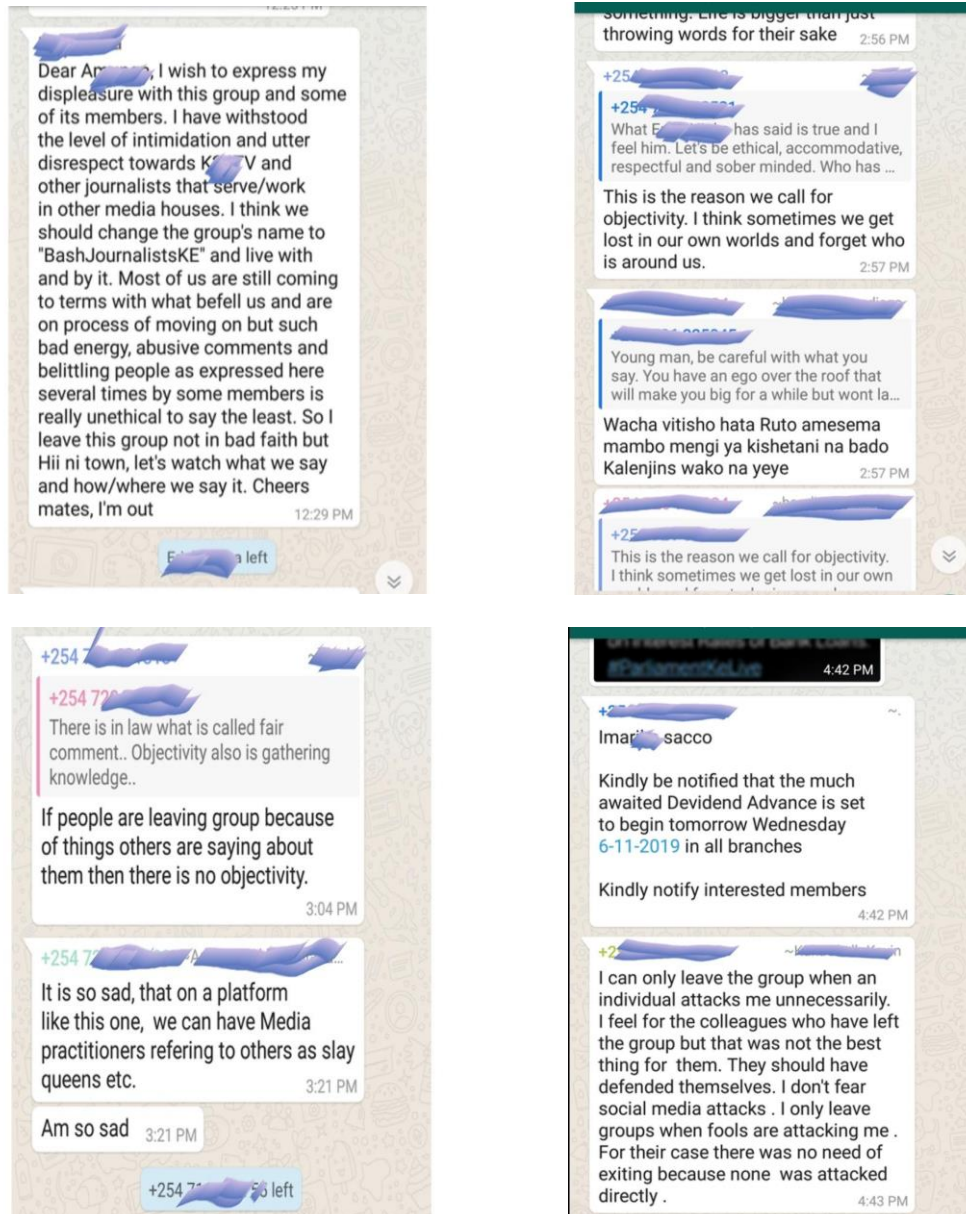 Dear
I wish to express my
displeasure with this group and some
of its members. I have withstood
the level of intimidation and utter
disrespect towards
and
other journalists that serve/work
in other media houses. I think we
should change the group's name to
"BashJournalistsKE" and live with
and by it. Most of us are still coming
to terms with what befell us and are
on process of moving on but such
bad energy, abusive comments and
belittling people as expressed here
several times by some members is
really unethical to say the least. So I
leave this group not in bad faith but
Hii ni town, let's watch what we say
and how/where we say it. Cheers
mates, I'm out
12:29 PM
left
something. Life is bigger than just
throwing words for their sake
2:56 PM
+25
+254
What
has said is true and I
feel him. Let's be ethical, accommodative,
respectful and sober minded. Who has ...
This is the reason we call for
objectivity. I think sometimes we get
lost in our own worlds and forget who
is around us.
2:57 PM
Young man, be careful with what you
say. You have an ego over the roof that
will make you big for a while but wont la...
Wacha vitisho hata Ruto amesema
mambo mengi ya kishetani na bado
Kalenjins wako na yeye
2:57 PM
+25
This is the reason we call for objectivity.
I think sometimes we get lost in our own
+254
+254 72
There is in law what is called fair
comment.. Objectivity also is gathering
knowledge..
If people are leaving group because
of things others are saying about
them then there is no objectivity.
3:04 PM
+254 7
It is so sad, that on a platform
like this one, we can have Media
practitioners refering to others as slay
queens etc.
3:21 PM
Am so sad
3:21 PM
+254 7
left
#ParliamentKeLive
4:42 PM
sacco
Kindly be notified that the much
awaited Devidend Advance is set
to begin tomorrow Wednesday
6-11-2019 in all branches
Kindly notify interested members
4:42 PM
+2
I can only leave the group when an
individual attacks me unnecessarily.
I feel for the colleagues who have left
the group but that was not the best
thing for them. They should have
defended themselves. I don't fear
social media attacks . I only leave
groups when fools are attacking me .
For their case there was no need of
exiting because none was attacked
directly .
4:43 PM